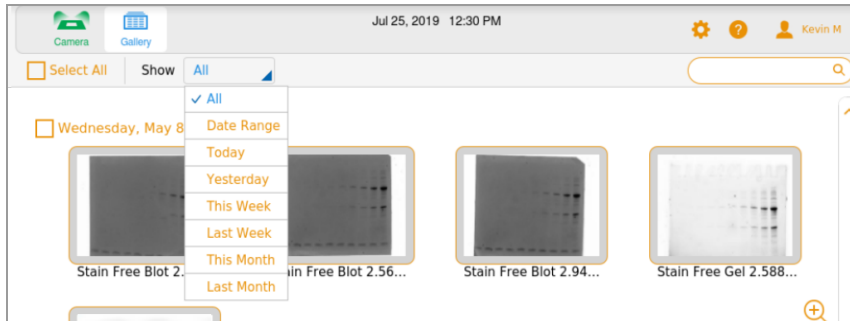 Jul 25, 2019 12:30 PM
Camera
Gallery
Kevin M
Select All
Show
All
All
Date Range
Today
Yesterday
This Week
Last Week
This Month
Last Month
Wednesday, May 8
Stain Free Blot 2.
in Free Blot 2.56...
Stain Free Blot 2.94...
Stain Free Gel 2.588...